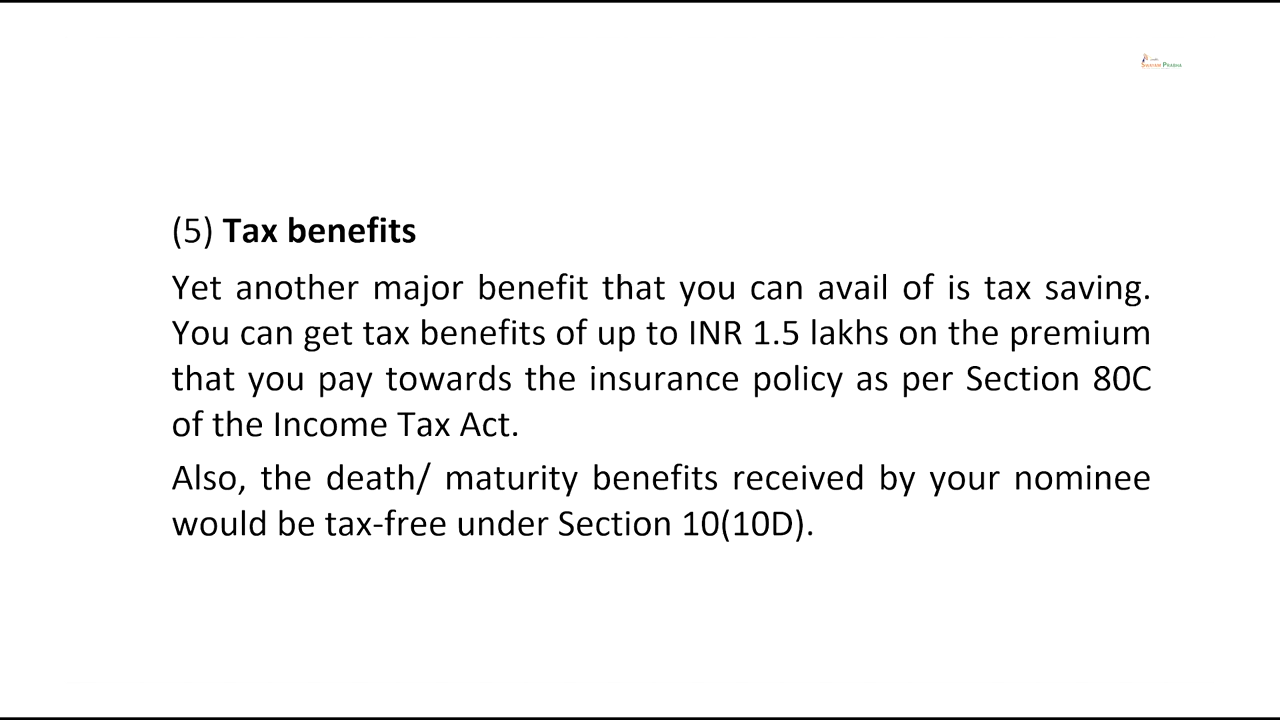 Swayam Prabha
(5) Tax benefits
Yet another major benefit that you can avail of is tax saving.
You can get tax benefits of up to INR 1.5 lakhs on the premium
that you pay towards the insurance policy as per Section 80C
of the Income Tax Act.
Also, the death/ maturity benefits received by your nominee
would be tax-free under Section 10(10D).